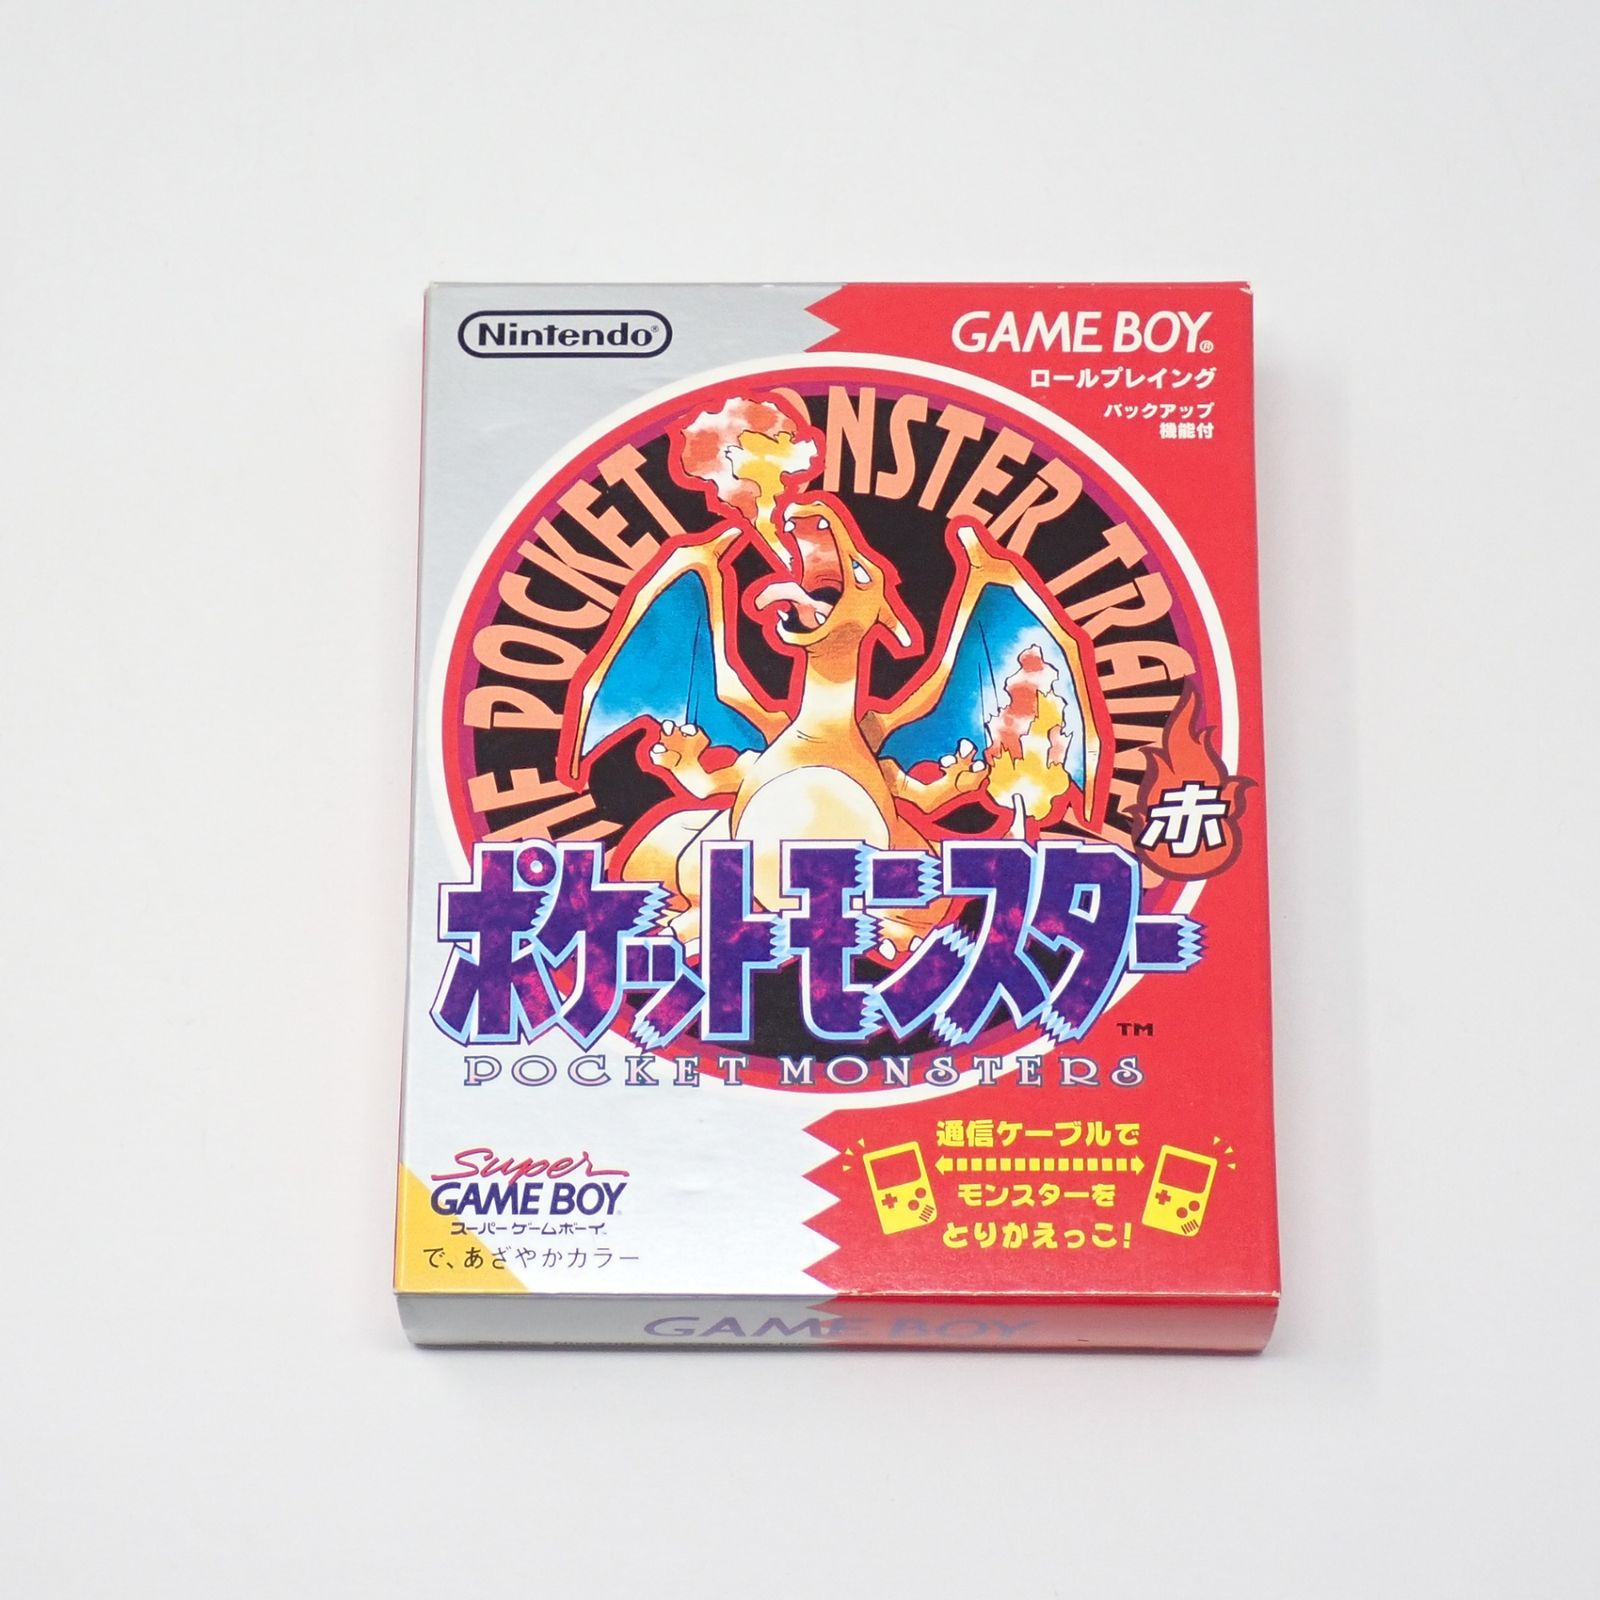 Nintendo®
GAME BOY®
ロールプレイング
バックアップ
機能付
POCKET MONSTER TRAINER
赤
ポケットモンスター
TM
POCKET MONSTERS
Super
GAME BOY
スーパーゲームボーイ
で、あざやかカラー
通信ケーブルで
モンスターを
とりかえっこ!
GAME BOY